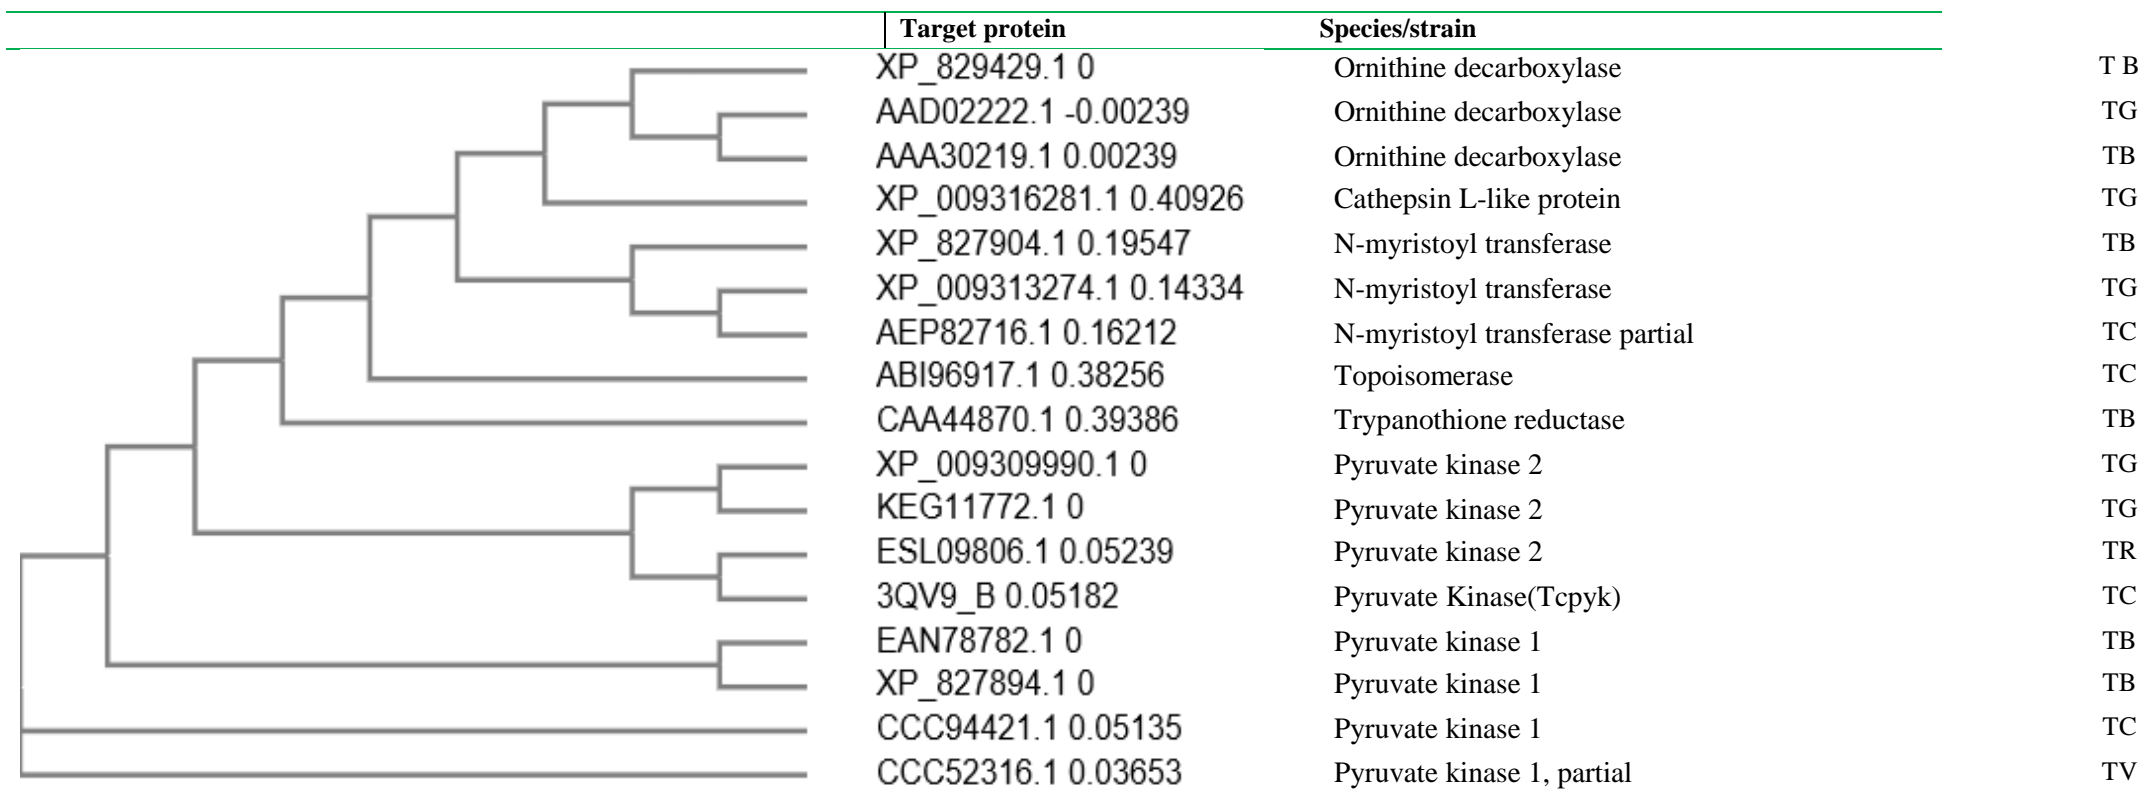 Target protein Species/strain
XP_829429.1 0 Ornithine decarboxylase T B
AAD02222.1 -0.00239 Ornithine decarboxylase TG
AAA30219.1 0.00239 Ornithine decarboxylase TB
XP_009316281.1 0.40926 Cathepsin L-like protein TG
XP_827904.1 0.19547 N-myristoyl transferase TB
XP_009313274.1 0.14334 N-myristoyl transferase TG
AEP82716.1 0.16212 N-myristoyl transferase partial TC
ABI96917.1 0.38256 Topoisomerase TC
CAA44870.1 0.39386 Trypanothione reductase TB
XP_009309990.1 0 Pyruvate kinase 2 TG
KEG11772.1 0 Pyruvate kinase 2 TG
ESL09806.1 0.05239 Pyruvate kinase 2 TR
3QV9_B 0.05182 Pyruvate Kinase(Tcpyk) TC
EAN78782.1 0 Pyruvate kinase 1 TB
XP_827894.1 0 Pyruvate kinase 1 TB
CCC94421.1 0.05135 Pyruvate kinase 1 TC
CCC52316.1 0.03653 Pyruvate kinase 1, partial TV